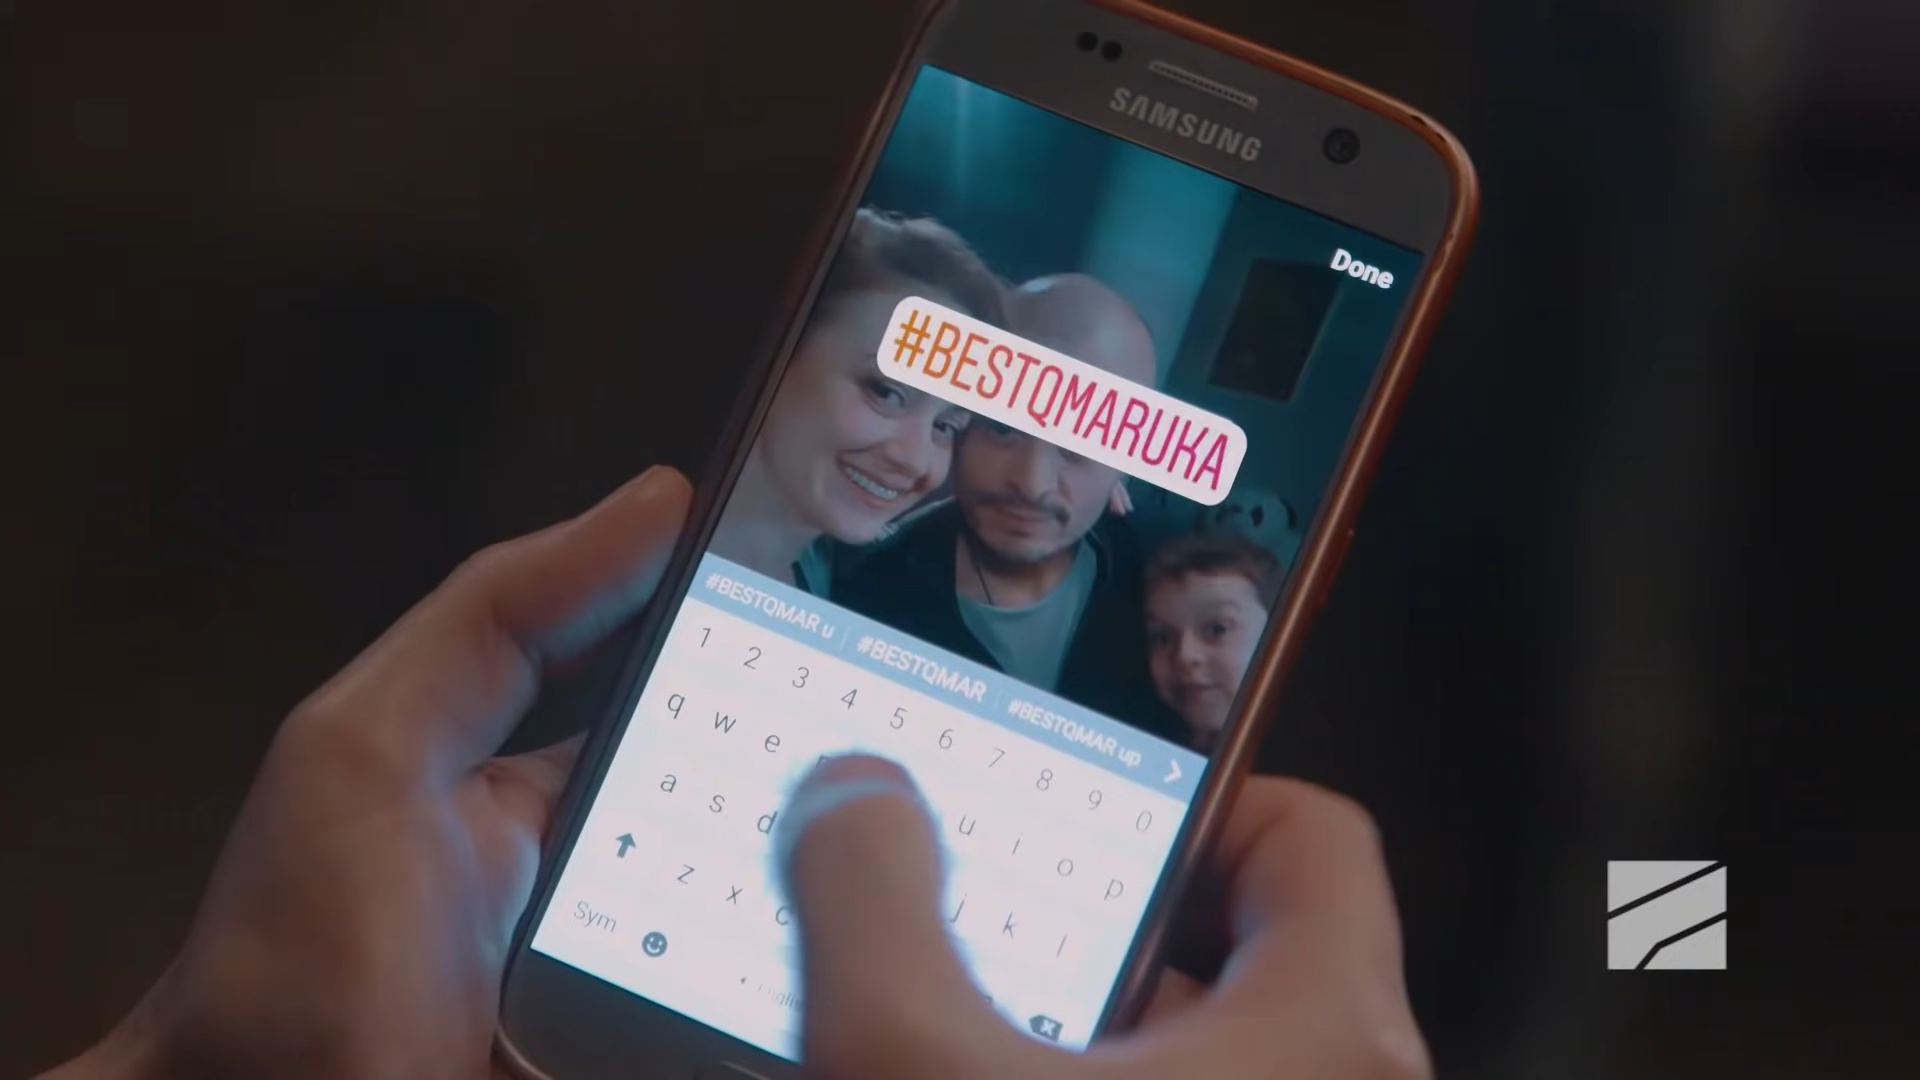 SAMSUNG
Done
#BESTQMARUKA
#BESTQMAR u
#BESTQMAR
#BESTQMAR up
1 2 3 4 5 6 7 8 9 0
q w e u i o p
a s d j k l
z x c
Sym